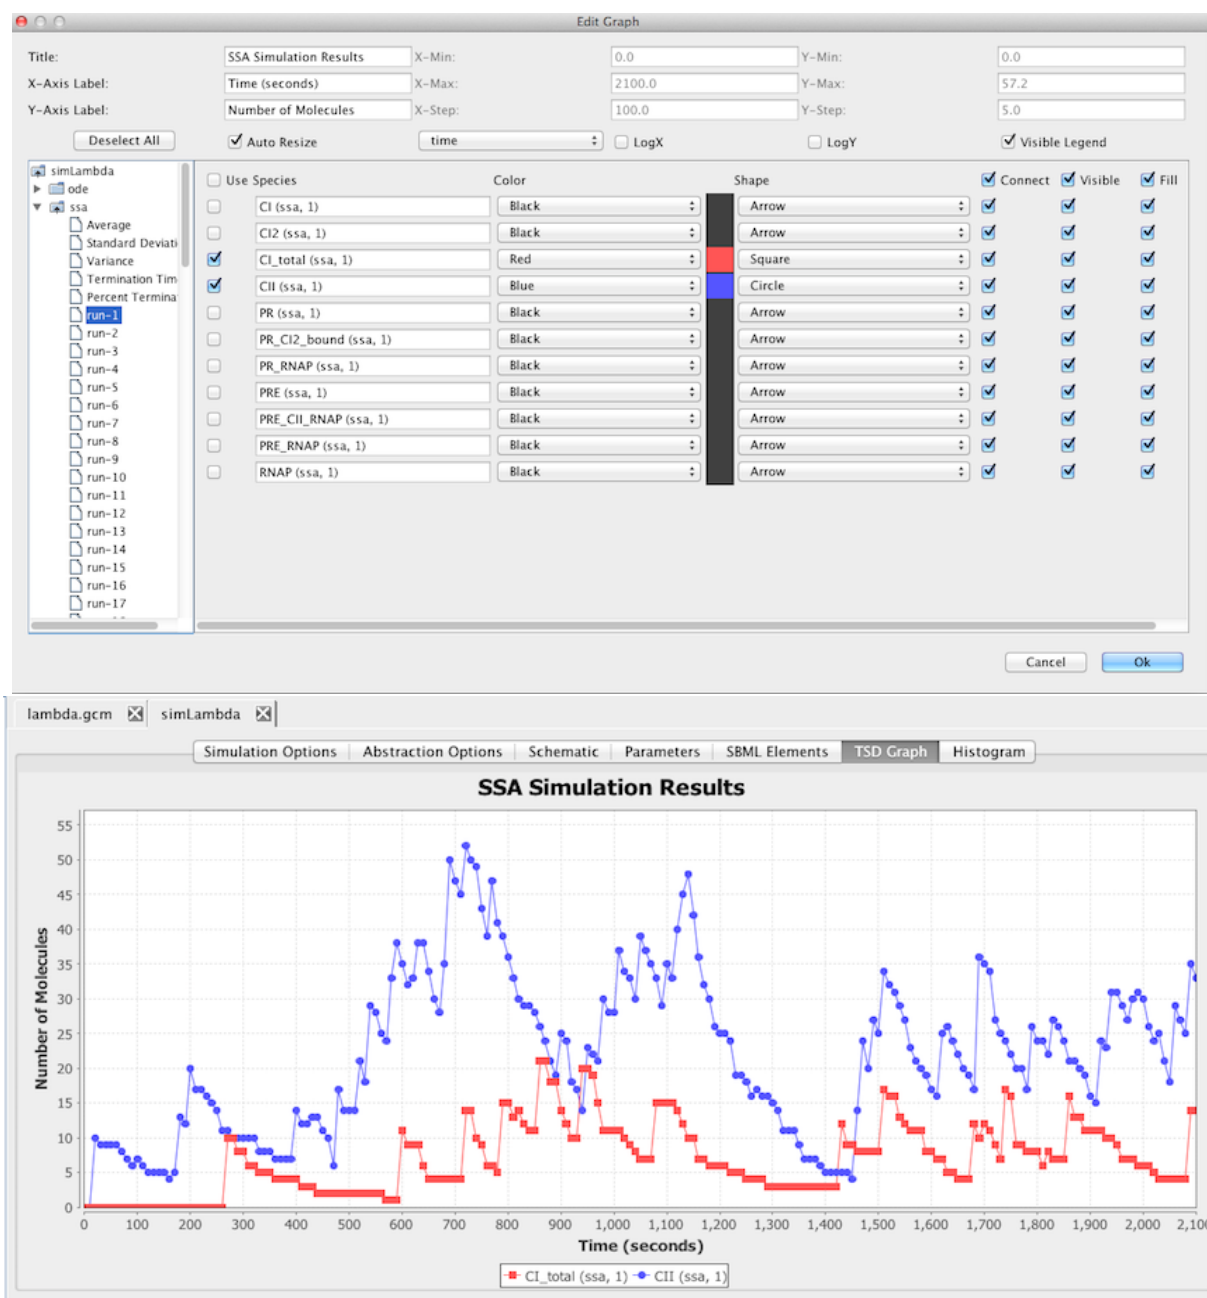 Edit Graph
Title: SSA Simulation Results X-Min: 0.0 Y-Min: 0.0
X-Axis Label: Time (seconds) X-Max: 2100.0 Y-Max: 57.2
Y-Axis Label: Number of Molecules X-Step: 100.0 Y-Step: 5.0
Deselect All Auto Resize time LogX LogY Visible Legend
simLambda
ode
ssa
Average
Standard Deviati
Variance
Termination Tim
Percent Termina
run-1
run-2
run-3
run-4
run-5
run-6
run-7
run-8
run-9
run-10
run-11
run-12
run-13
run-14
run-15
run-16
run-17
Use Species Color Shape Connect Visible Fill
CI (ssa, 1) Black Arrow
CI2 (ssa, 1) Black Arrow
CI_total (ssa, 1) Red Square
CII (ssa, 1) Blue Circle
PR (ssa, 1) Black Arrow
PR_CI2_bound (ssa, 1) Black Arrow
PR_RNAP (ssa, 1) Black Arrow
PRE (ssa, 1) Black Arrow
PRE_CII_RNAP (ssa, 1) Black Arrow
PRE_RNAP (ssa, 1) Black Arrow
RNAP (ssa, 1) Black Arrow
Cancel Ok
lambda.gcm simLambda
Simulation Options Abstraction Options Schematic Parameters SBML Elements TSD Graph Histogram
SSA Simulation Results
Number of Molecules
55
50
45
40
35
30
25
20
15
10
5
0
0 100 200 300 400 500 600 700 800 900 1,000 1,100 1,200 1,300 1,400 1,500 1,600 1,700 1,800 1,900 2,000 2,10
Time (seconds)
CI_total (ssa, 1) CII (ssa, 1)